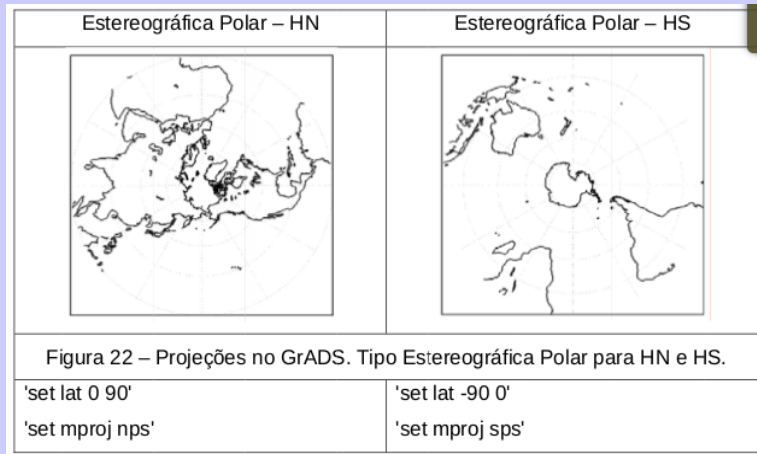 Estereográfica Polar – HN
Estereográfica Polar – HS
Figura 22 – Projeções no GrADS. Tipo Estereográfica Polar para HN e HS.
'set lat 0 90'
'set mproj nps'
'set lat -90 0'
'set mproj sps'